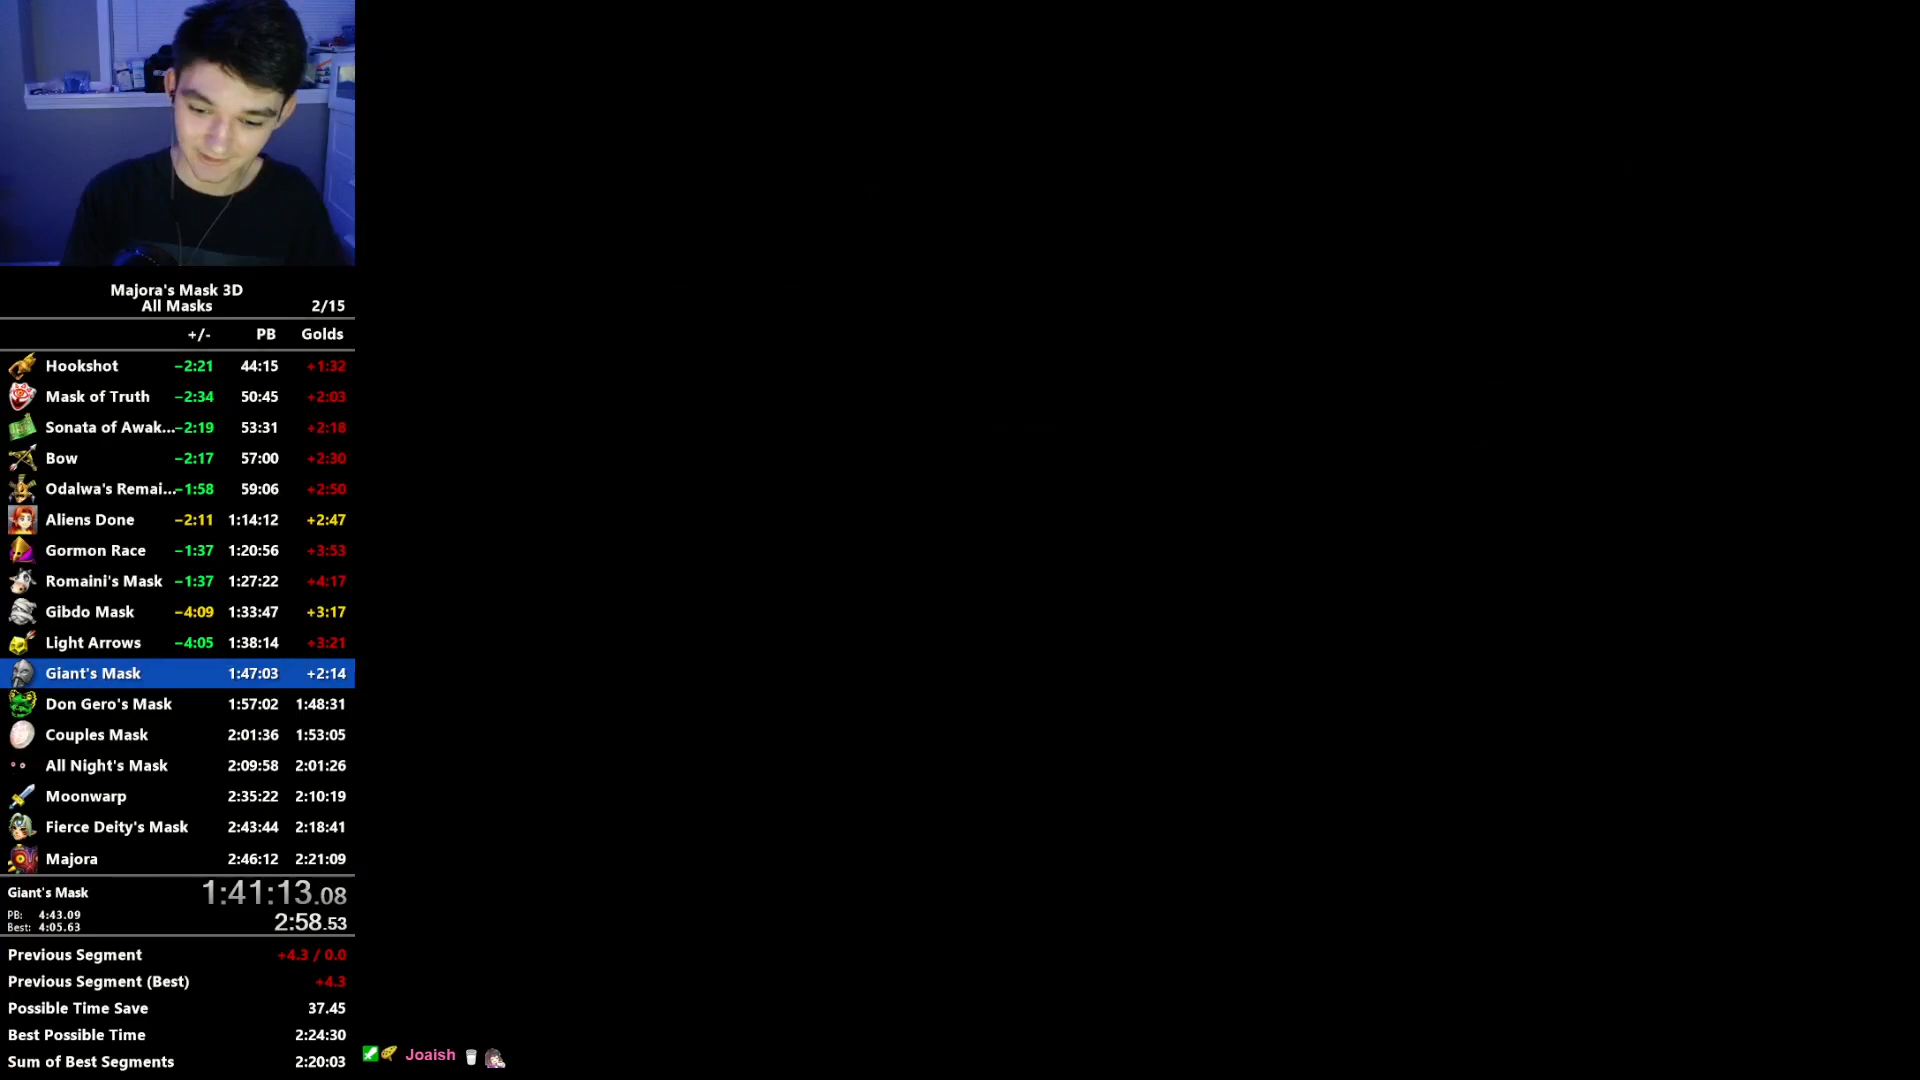 Majora's Mask 3D
All Masks 2/15
+/- PB Golds
Hookshot −2:21 44:15 +1:32
Mask of Truth −2:34 50:45 +2:03
Sonata of Awak... −2:19 53:31 +2:18
Bow −2:17 57:00 +2:30
Odalwa's Remai... −1:58 59:06 +2:50
Aliens Done −2:11 1:14:12 +2:47
Gormon Race −1:37 1:20:56 +3:53
Romaini's Mask −1:37 1:27:22 +4:17
Gibdo Mask −4:09 1:33:47 +3:17
Light Arrows −4:05 1:38:14 +3:21
Giant's Mask 1:47:03 +2:14
Don Gero's Mask 1:57:02 1:48:31
Couples Mask 2:01:36 1:53:05
All Night's Mask 2:09:58 2:01:26
Moonwarp 2:35:22 2:10:19
Fierce Deity's Mask 2:43:44 2:18:41
Majora 2:46:12 2:21:09
Giant's Mask 1:41:13.08
PB: 4:43.09
Best: 4:05.63 2:58.53
Previous Segment +4.3 / 0.0
Previous Segment (Best) +4.3
Possible Time Save 37.45
Best Possible Time 2:24:30
Sum of Best Segments 2:20:03
Joaish